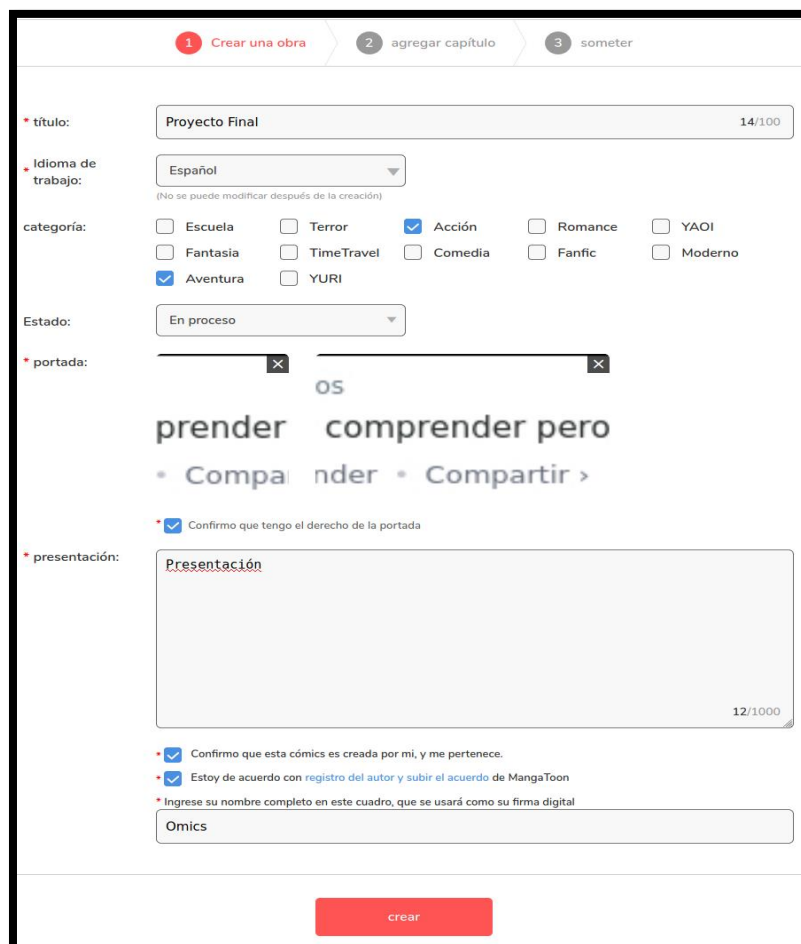 1 Crear una obra 2 agregar capítulo 3 someter
* título: Proyecto Final 14/100
* Idioma de trabajo: Español
(No se puede modificar después de la creación)
categoría: Escuela Terror Acción Romance YAOI
Fantasia TimeTravel Comedia Fanfic Moderno
Aventura YURI
Estado: En proceso
* portada:
os
prender comprender pero
• Compa nder • Compartir ›
* Confirmo que tengo el derecho de la portada
* presentación: Presentación
12/1000
* Confirmo que esta cómics es creada por mi, y me pertenece.
* Estoy de acuerdo con registro del autor y subir el acuerdo de MangaToon
* Ingrese su nombre completo en este cuadro, que se usará como su firma digital
Omics
crear